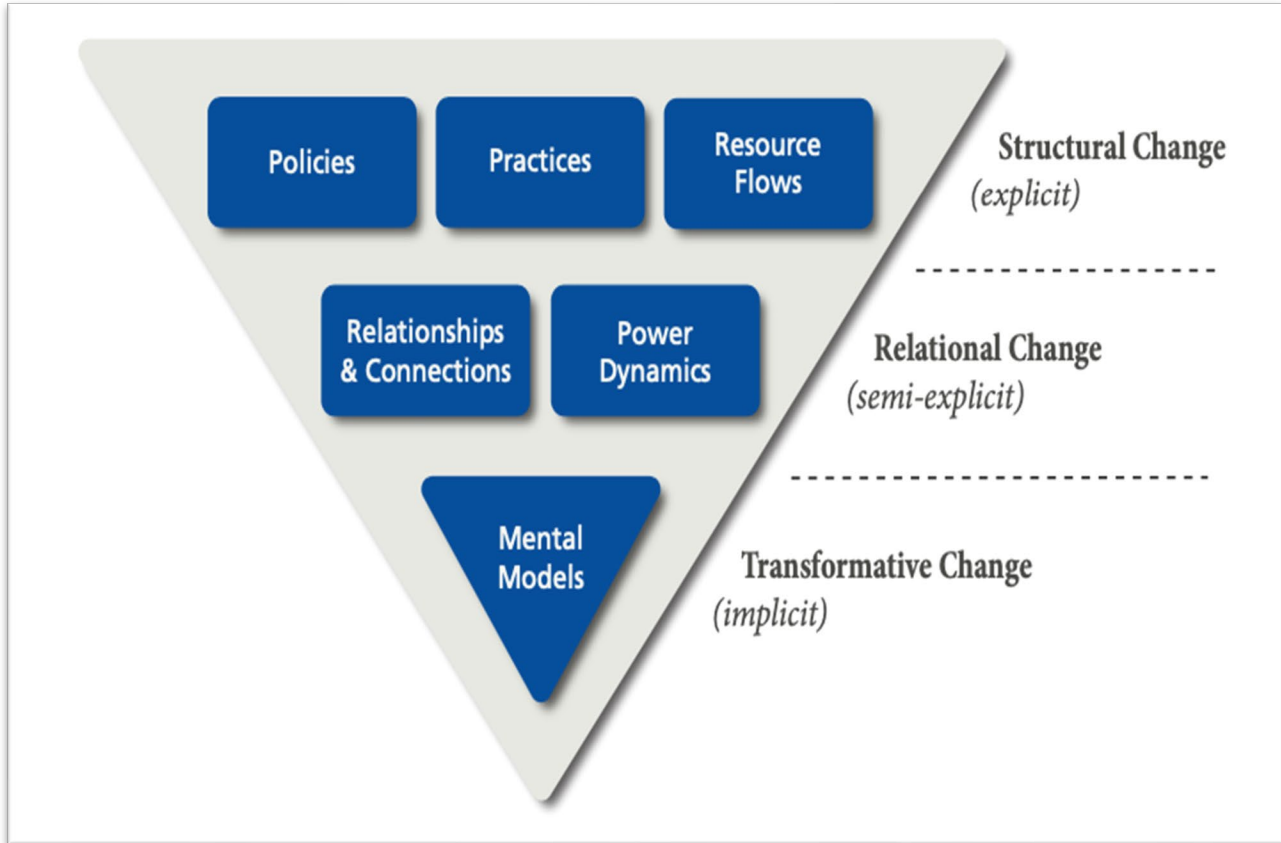 Policies
Practices
Resource
Flows
Structural Change
(explicit)
Relationships
& Connections
Power
Dynamics
Relational Change
(semi-explicit)
Mental
Models
Transformative Change
(implicit)